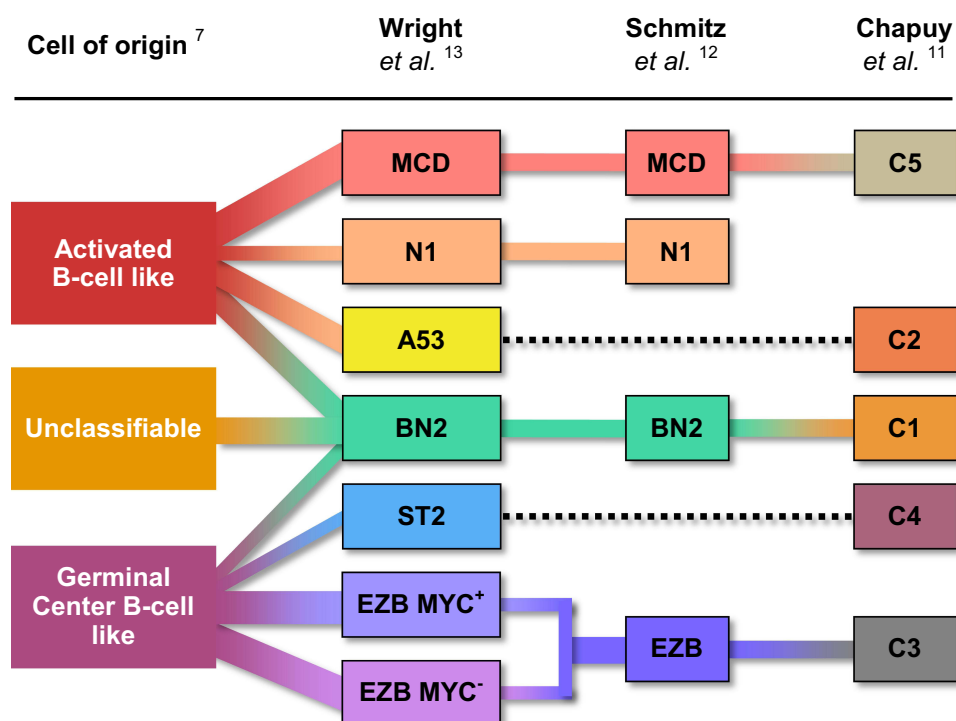 Cell of origin 7
Wright
et al. 13
Schmitz
et al. 12
Chapuy
et al. 11
MCD
MCD
C5
Activated
B-cell like
N1
N1
A53
C2
Unclassifiable
BN2
BN2
C1
ST2
C4
Germinal
Center B-cell
like
EZB MYC+
EZB
C3
EZB MYC-